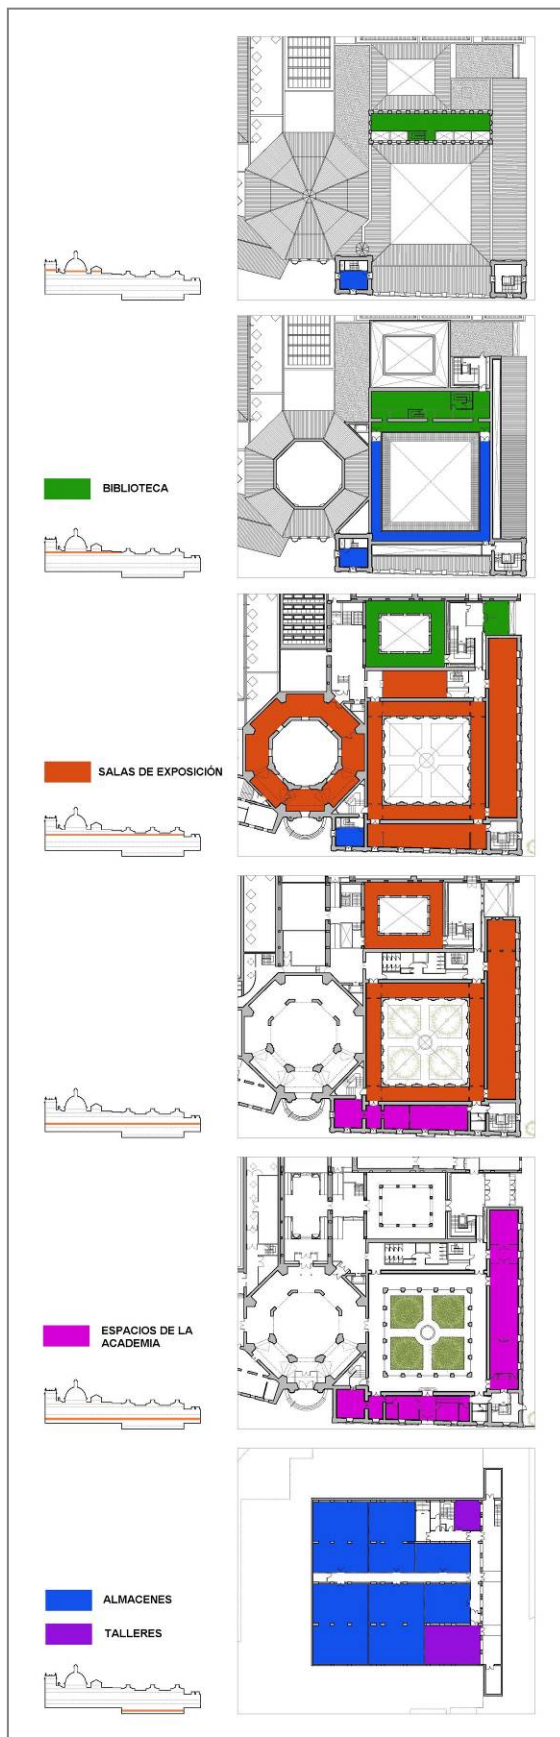 BIBLIOTECA
SALAS DE EXPOSICIÓN
ESPACIOS DE LA
ACADEMIA
ALMACENES
TALLERES